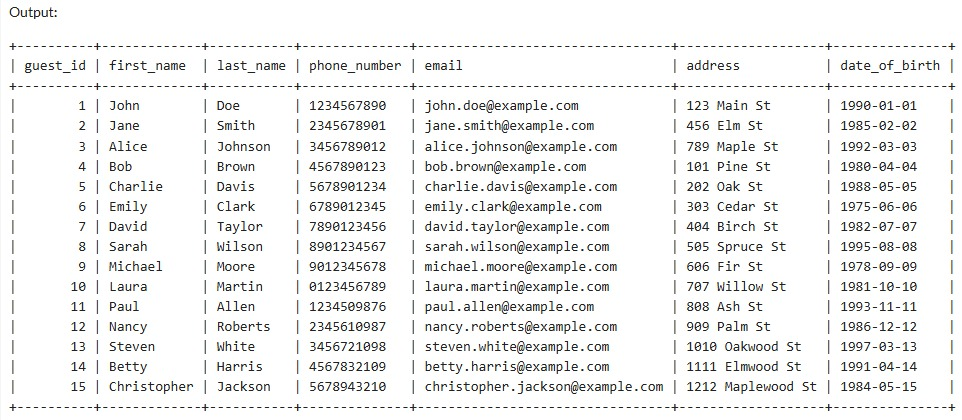 Output:
+----------+------------+-----------+--------------+-------------------------------+-------------------+---------------+
| guest_id | first_name | last_name | phone_number | email                         | address           | date_of_birth |
+----------+------------+-----------+--------------+-------------------------------+-------------------+---------------+
|        1 | John       | Doe       | 1234567890   | john.doe@example.com          | 123 Main St       | 1990-01-01    |
|        2 | Jane       | Smith     | 2345678901   | jane.smith@example.com        | 456 Elm St        | 1985-02-02    |
|        3 | Alice      | Johnson   | 3456789012   | alice.johnson@example.com     | 789 Maple St      | 1992-03-03    |
|        4 | Bob        | Brown     | 4567890123   | bob.brown@example.com         | 101 Pine St       | 1980-04-04    |
|        5 | Charlie    | Davis     | 5678901234   | charlie.davis@example.com     | 202 Oak St        | 1988-05-05    |
|        6 | Emily      | Clark     | 6789012345   | emily.clark@example.com       | 303 Cedar St      | 1975-06-06    |
|        7 | David      | Taylor    | 7890123456   | david.taylor@example.com      | 404 Birch St      | 1982-07-07    |
|        8 | Sarah      | Wilson    | 8901234567   | sarah.wilson@example.com      | 505 Spruce St     | 1995-08-08    |
|        9 | Michael    | Moore     | 9012345678   | michael.moore@example.com     | 606 Fir St        | 1978-09-09    |
|       10 | Laura      | Martin    | 0123456789   | laura.martin@example.com      | 707 Willow St     | 1981-10-10    |
|       11 | Paul       | Allen     | 1234509876   | paul.allen@example.com        | 808 Ash St        | 1993-11-11    |
|       12 | Nancy      | Roberts   | 2345610987   | nancy.roberts@example.com     | 909 Palm St       | 1986-12-12    |
|       13 | Steven     | White     | 3456721098   | steven.white@example.com      | 1010 Oakwood St   | 1997-03-13    |
|       14 | Betty      | Harris    | 4567832109   | betty.harris@example.com      | 1111 Elmwood St   | 1991-04-14    |
|       15 | Christopher | Jackson  | 5678943210   | christopher.jackson@example.com | 1212 Maplewood St | 1984-05-15    |
+----------+------------+-----------+--------------+-------------------------------+-------------------+---------------+